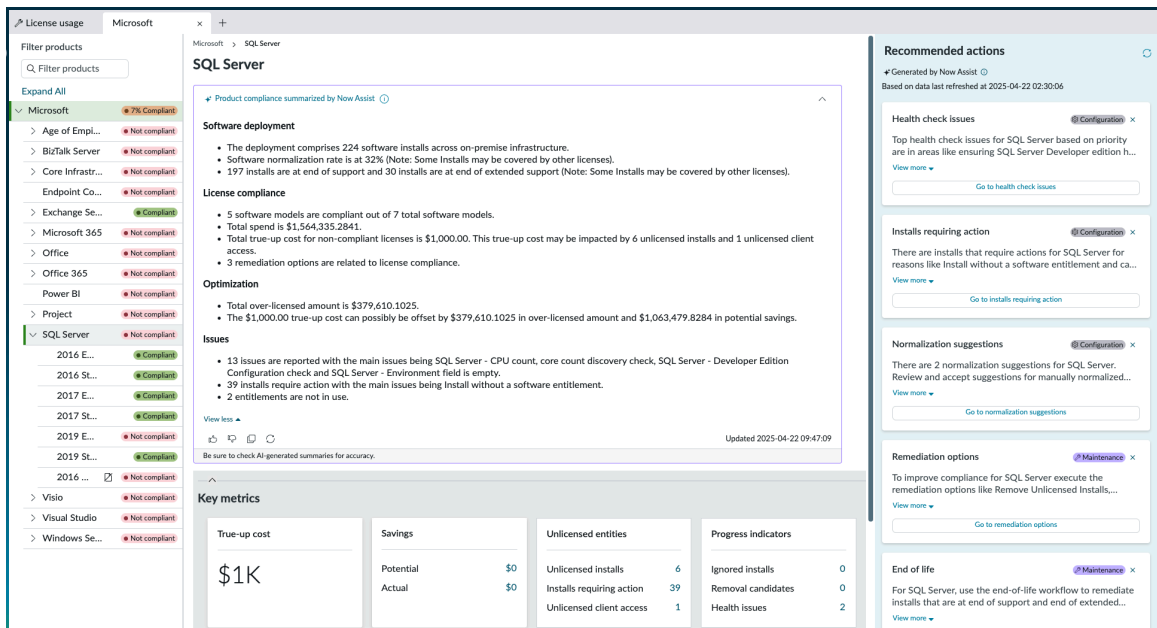 License usage
Microsoft
×
+
Filter products
Filter products
Expand All
Microsoft
7% Compliant
Age of Empi...
Not compliant
BizTalk Server
Not compliant
Core Infrastr...
Not compliant
Endpoint Co...
Not compliant
Exchange Se...
Compliant
Microsoft 365
Not compliant
Office
Not compliant
Office 365
Not compliant
Power BI
Not compliant
Project
Not compliant
SQL Server
Not compliant
2016 E...
Compliant
2016 St...
Compliant
2017 E...
Compliant
2017 St...
Compliant
2019 E...
Not compliant
2019 St...
Compliant
2016 ...
Not compliant
Visio
Not compliant
Visual Studio
Not compliant
Windows Se...
Not compliant
Microsoft > SQL Server
SQL Server
Product compliance summarized by Now Assist
Software deployment
• The deployment comprises 224 software installs across on-premise infrastructure.
• Software normalization rate is at 32% (Note: Some Installs may be covered by other licenses).
• 197 installs are at end of support and 30 installs are at end of extended support (Note: Some Installs may be covered by other licenses).
License compliance
• 5 software models are compliant out of 7 total software models.
• Total spend is $1,564,335.2841.
• Total true-up cost for non-compliant licenses is $1,000.00. This true-up cost may be impacted by 6 unlicensed installs and 1 unlicensed client
access.
• 3 remediation options are related to license compliance.
Optimization
• Total over-licensed amount is $379,610.1025.
• The $1,000.00 true-up cost can possibly be offset by $379,610.1025 in over-licensed amount and $1,063,479.8284 in potential savings.
Issues
• 13 issues are reported with the main issues being SQL Server - CPU count, core count discovery check, SQL Server - Developer Edition
Configuration check and SQL Server - Environment field is empty.
• 39 installs require action with the main issues being Install without a software entitlement.
• 2 entitlements are not in use.
View less
Updated 2025-04-22 09:47:09
Be sure to check AI-generated summaries for accuracy.
Key metrics
True-up cost
$1K
Savings
Potential $0
Actual $0
Unlicensed entities
Unlicensed installs 6
Installs requiring action 39
Unlicensed client access 1
Progress indicators
Ignored installs 0
Removal candidates 0
Health issues 2
Recommended actions
Generated by Now Assist
Based on data last refreshed at 2025-04-22 02:30:06
Health check issues
Configuration ×
Top health check issues for SQL Server based on priority
are in areas like ensuring SQL Server Developer edition h...
View more
Go to health check issues
Installs requiring action
Configuration ×
There are installs that require actions for SQL Server for
reasons like Install without a software entitlement and ca...
View more
Go to installs requiring action
Normalization suggestions
Configuration ×
There are 2 normalization suggestions for SQL Server.
Review and accept suggestions for manually normalized...
View more
Go to normalization suggestions
Remediation options
Maintenance ×
To improve compliance for SQL Server execute the
remediation options like Remove Unlicensed Installs,...
View more
Go to remediation options
End of life
Maintenance ×
For SQL Server, use the end-of-life workflow to remediate
installs that are at end of support and end of extended...
View more